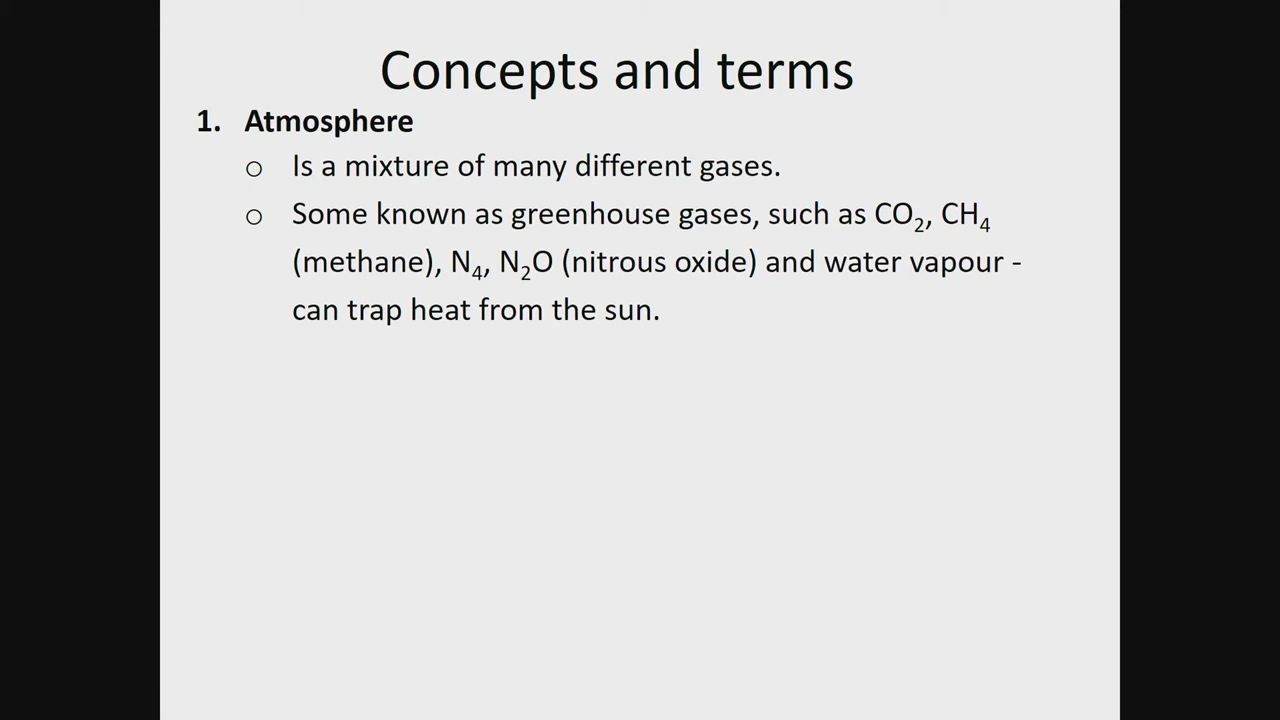 Concepts and terms
1. Atmosphere
o Is a mixture of many different gases.
o Some known as greenhouse gases, such as CO₂, CH₄
(methane), N₄, N₂O (nitrous oxide) and water vapour -
can trap heat from the sun.